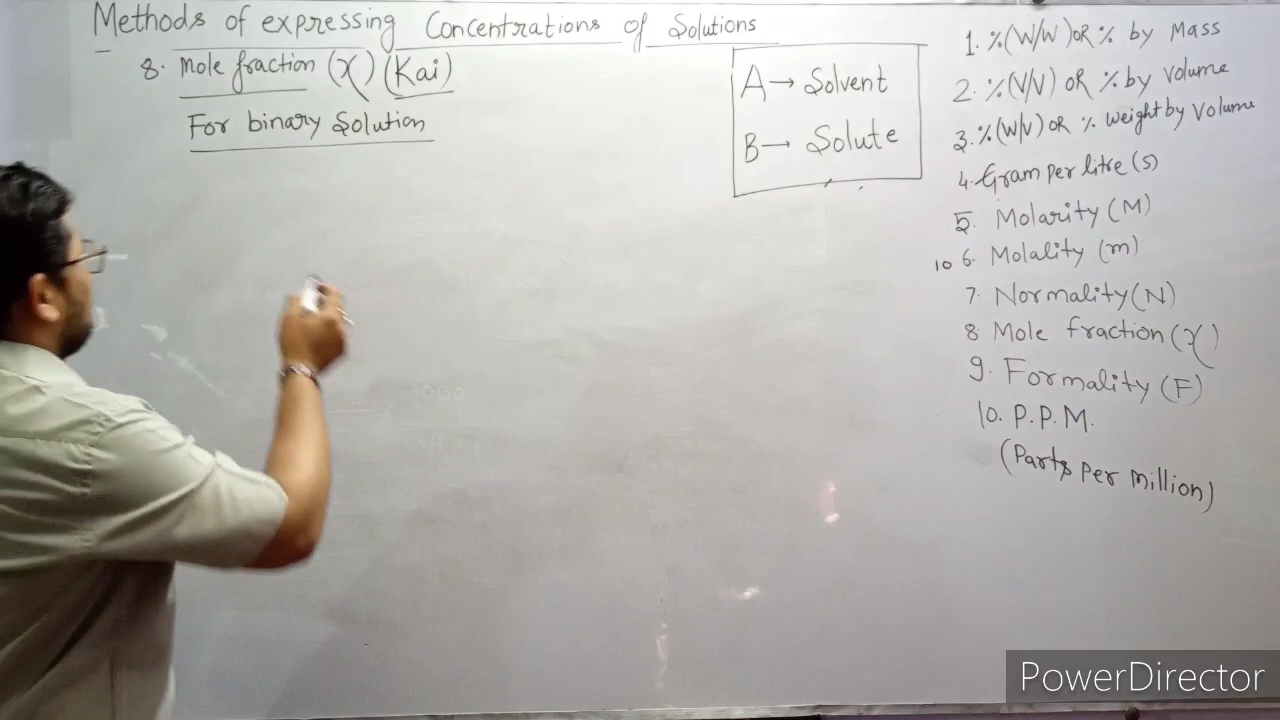 Methods of expressing Concentrations of Solutions
8. Mole fraction (χ) (Kai)
For binary Solution
A → Solvent
B → Solute
1. %(W/W) OR % by Mass
2. %(V/V) OR % by Volume
3. %(W/V) OR % weight by Volume
4. Gram per litre (S)
5. Molarity (M)
10 6. Molality (m)
7. Normality (N)
8 Mole fraction (χ)
9. Formality (F)
10. P.P.M.
(Parts per million)
PowerDirector